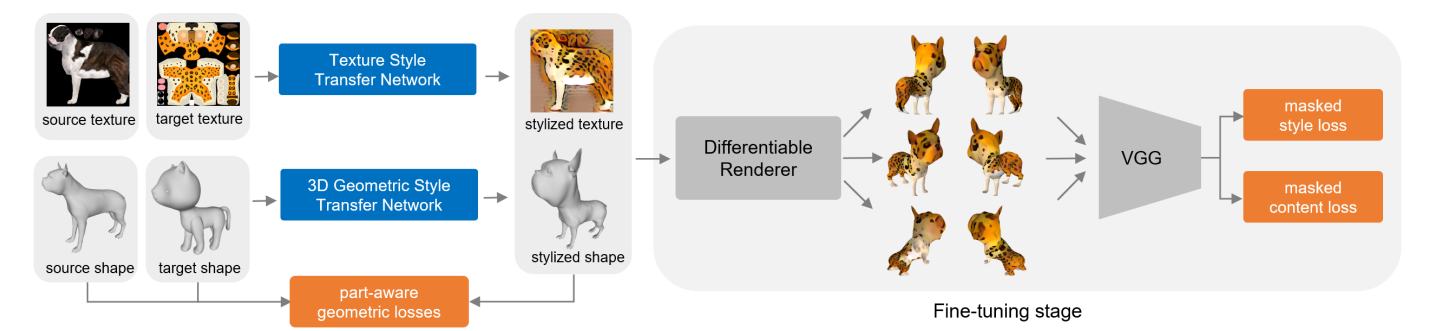 source texture
target texture
Texture Style
Transfer Network
stylized texture
source shape
target shape
3D Geometric Style
Transfer Network
stylized shape
part-aware
geometric losses
Differentiable
Renderer
VGG
masked
style loss
masked
content loss
Fine-tuning stage